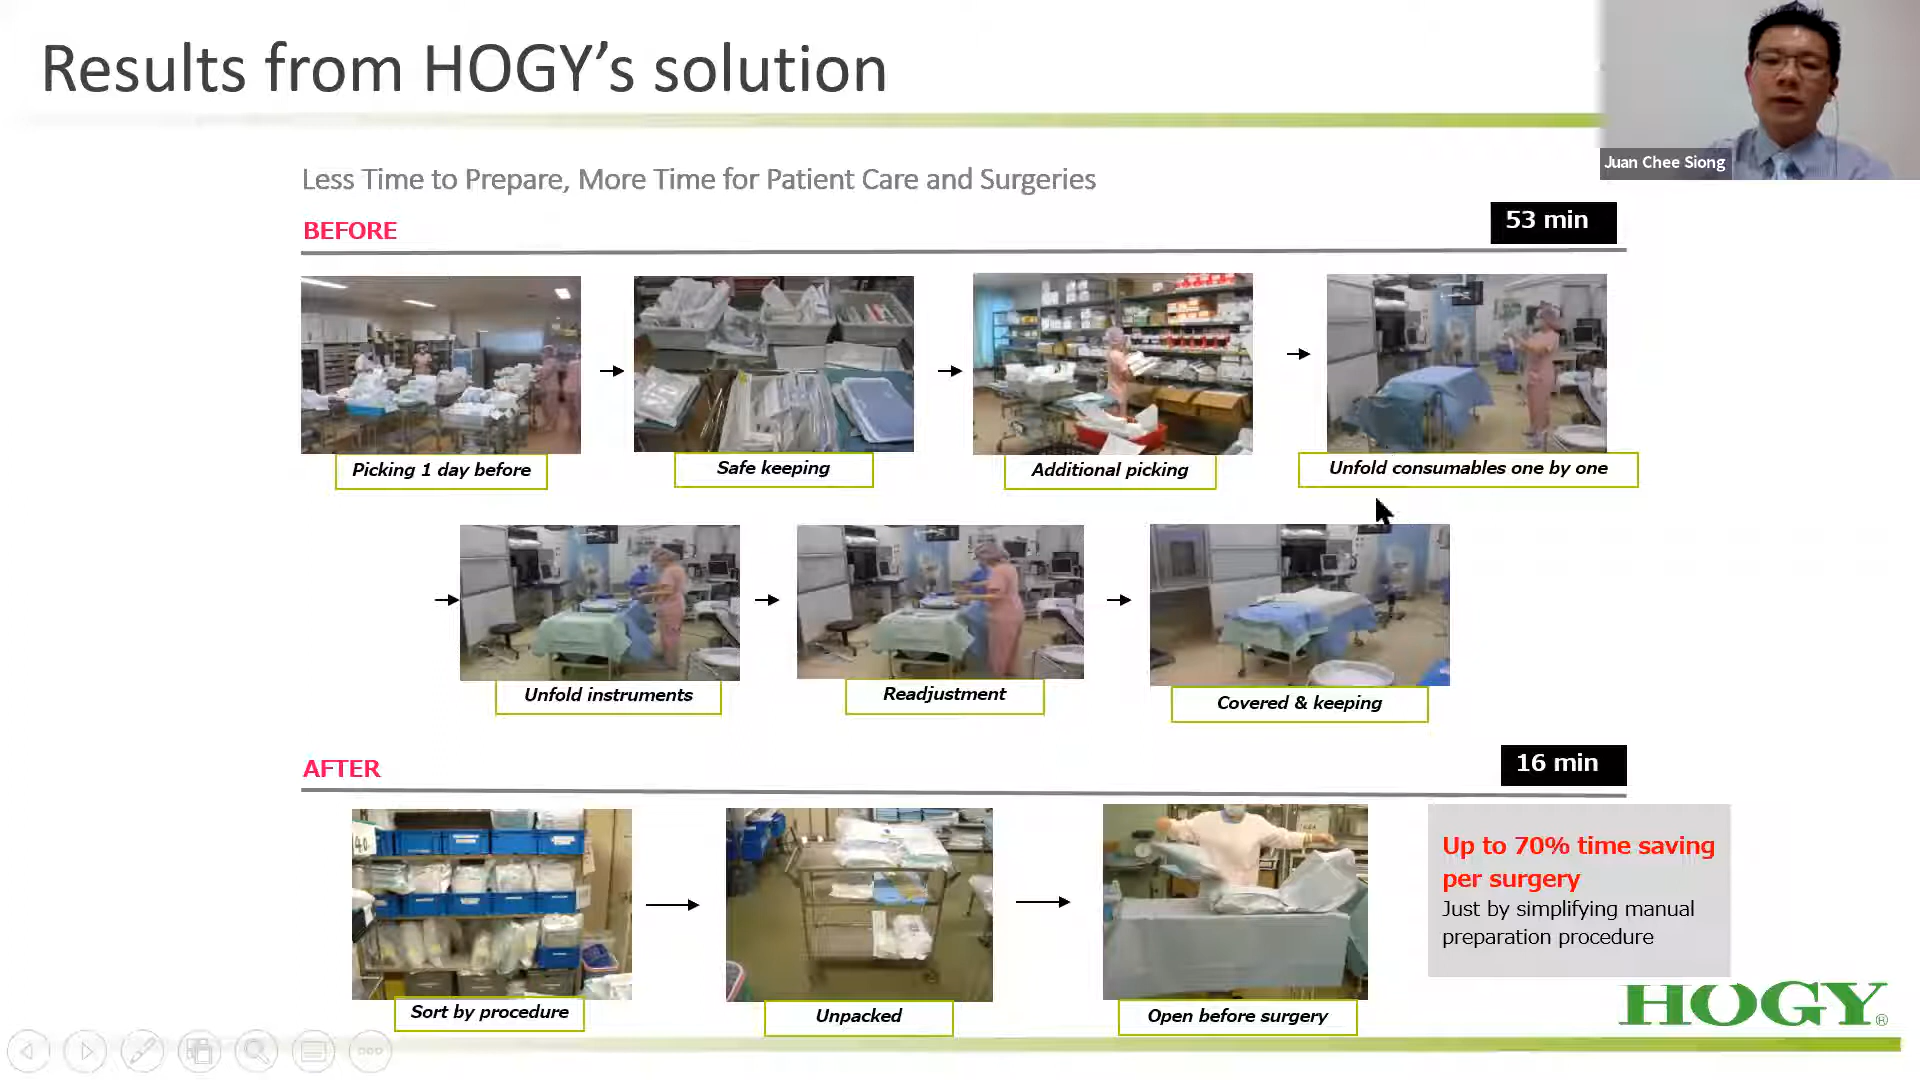 Results from HOGY’s solution
Juan Chee Siong
Less Time to Prepare, More Time for Patient Care and Surgeries
BEFORE
53 min
Picking 1 day before
Safe keeping
Additional picking
Unfold consumables one by one
Unfold instruments
Readjustment
Covered & keeping
AFTER
16 min
Up to 70% time saving
per surgery
Just by simplifying manual
preparation procedure
Sort by procedure
Unpacked
Open before surgery
HOGY®